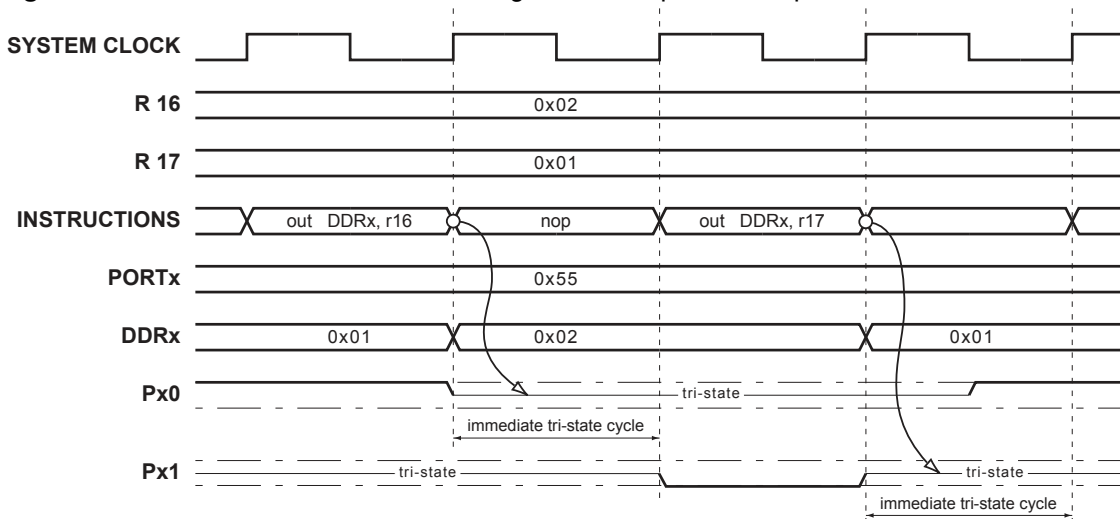 SYSTEM CLOCK
R 16 0x02
R 17 0x01
INSTRUCTIONS out DDRx, r16 nop out DDRx, r17
PORTx 0x55
DDRx 0x01 0x02 0x01
Px0 tri-state
immediate tri-state cycle
Px1 tri-state tri-state
immediate tri-state cycle